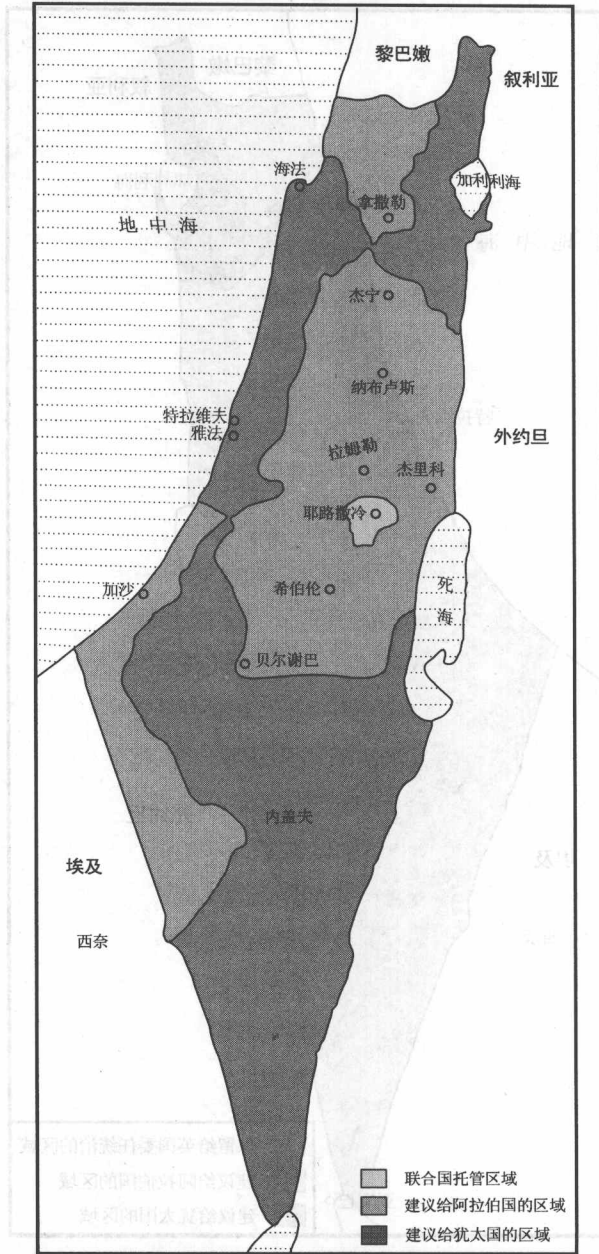 黎巴嫩
叙利亚
海法
加利利海
拿撒勒
地中海
杰宁
纳布卢斯
特拉维夫
雅法
外约旦
拉姆勒
杰里科
耶路撒冷
加沙
希伯伦
死海
贝尔谢巴
内盖夫
埃及
西奈
联合国托管区域
建议给阿拉伯国的区域
建议给犹太国的区域